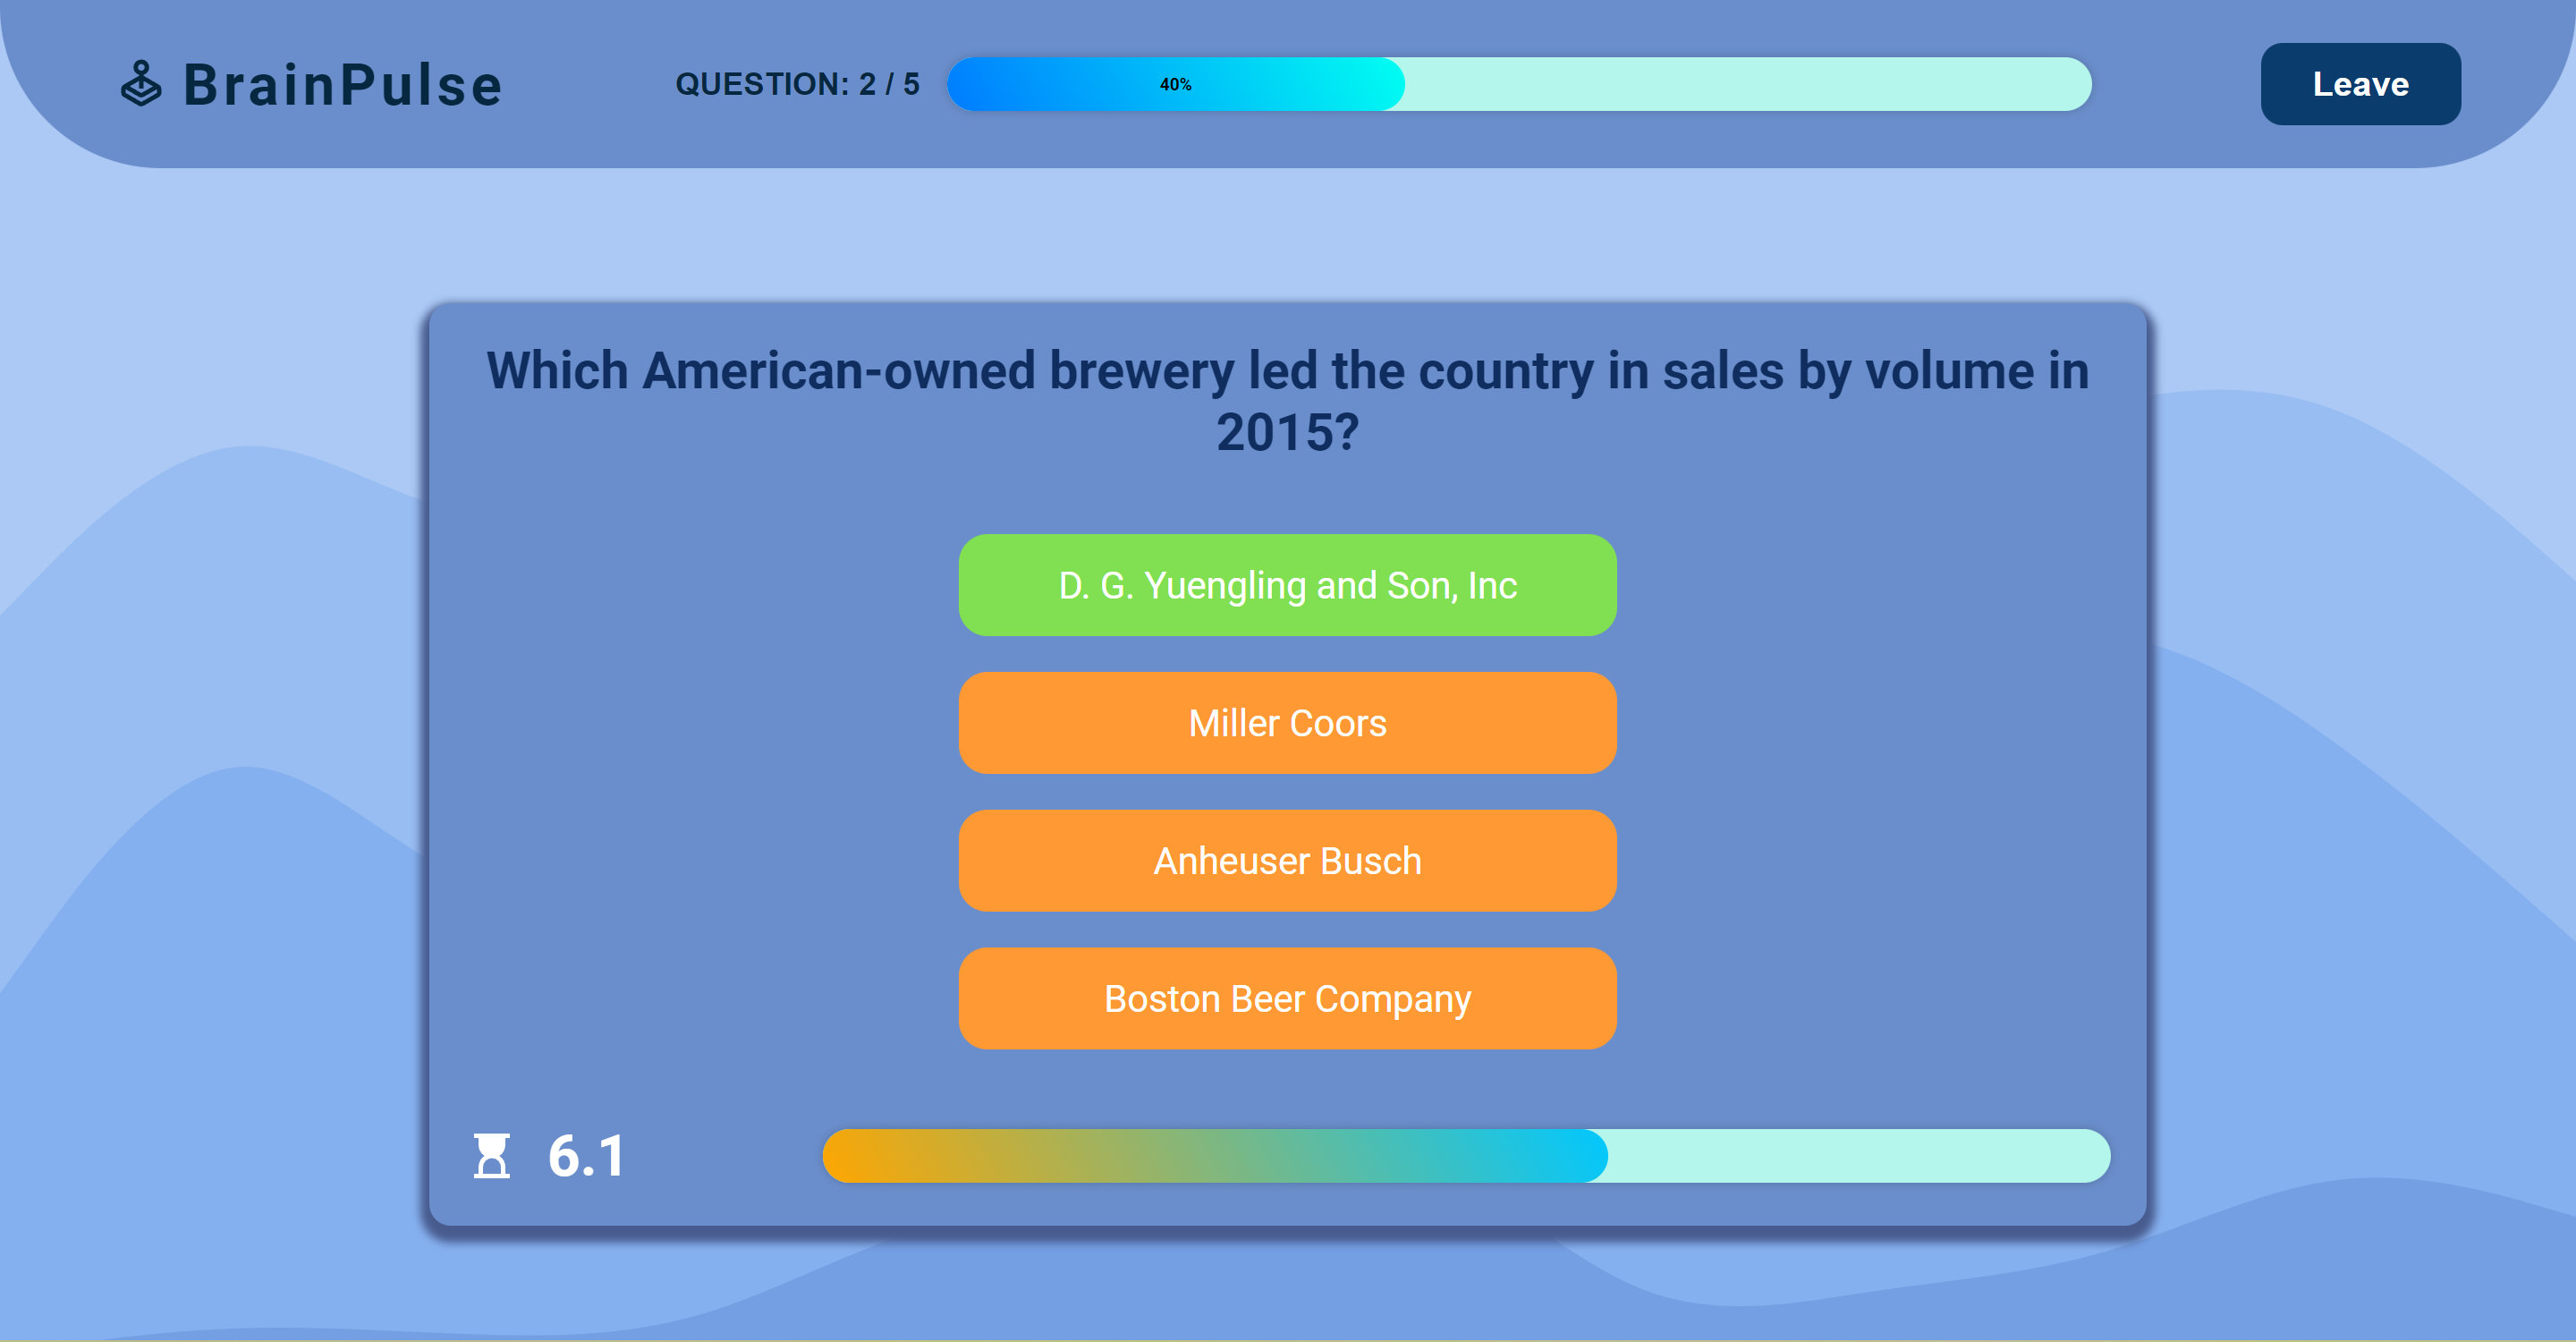 BrainPulse
QUESTION: 2 / 5
40%
Leave
Which American-owned brewery led the country in sales by volume in
2015?
D. G. Yuengling and Son, Inc
Miller Coors
Anheuser Busch
Boston Beer Company
6.1